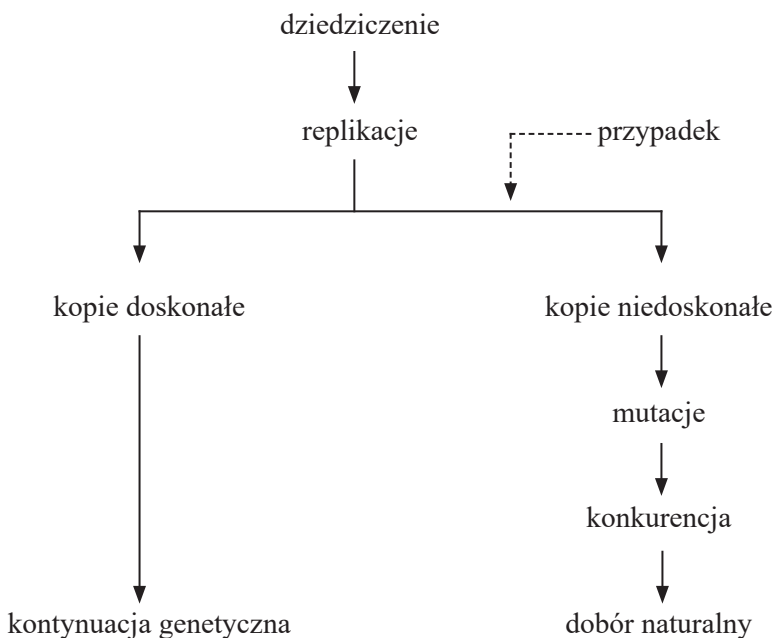 dziedziczenie
replikacje
przypadek
kopie doskonałe
kopie niedoskonałe
mutacje
konkurencja
kontynuacja genetyczna
dobór naturalny